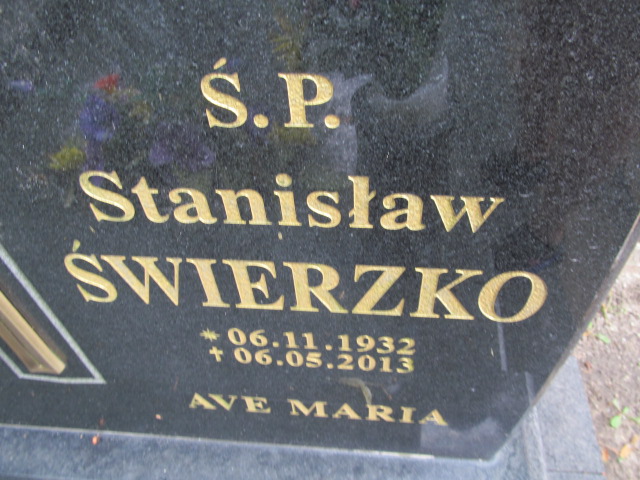 Ś.P.
Stanisław
ŚWIERZKO
* 06.11.1932
✝ 06.05.2013
AVE MARIA